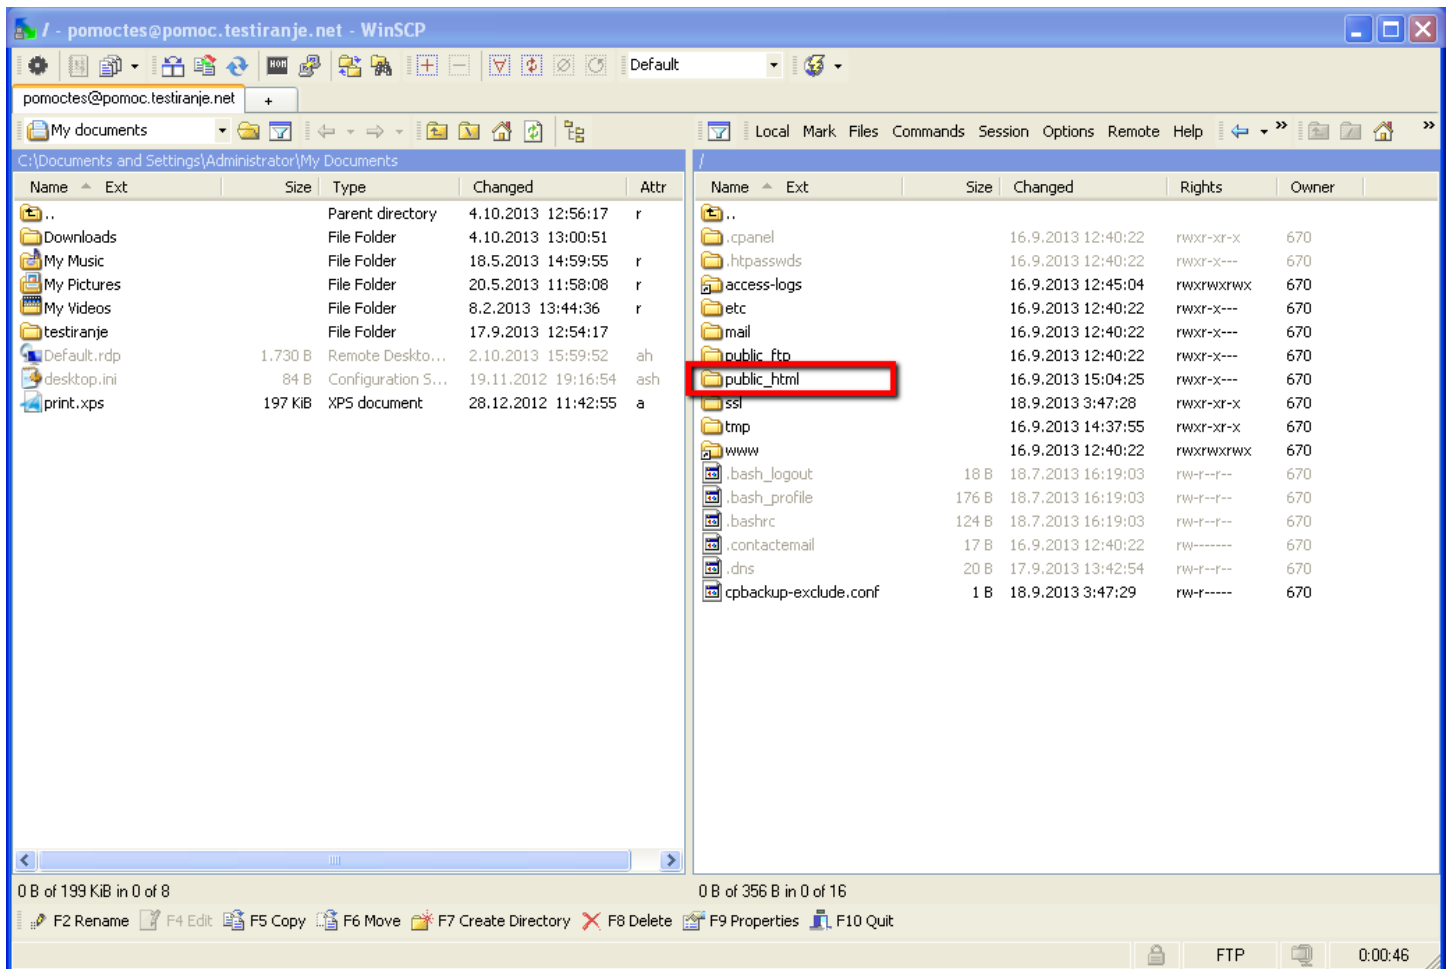 / - pomoctes@pomoc.testiranje.net - WinSCP
Default
pomoctes@pomoc.testiranje.net +
My documents
Local Mark Files Commands Session Options Remote Help
C:\Documents and Settings\Administrator\My Documents
/
Name Ext Size Type Changed Attr
.. Parent directory 4.10.2013 12:56:17 r
Downloads File Folder 4.10.2013 13:00:51
My Music File Folder 18.5.2013 14:59:55 r
My Pictures File Folder 20.5.2013 11:58:08 r
My Videos File Folder 8.2.2013 13:44:36 r
testiranje File Folder 17.9.2013 12:54:17
Default.rdp 1.730 B Remote Deskto... 2.10.2013 15:59:52 ah
desktop.ini 84 B Configuration S... 19.11.2012 19:16:54 ash
print.xps 197 KiB XPS document 28.12.2012 11:42:55 a
Name Ext Size Changed Rights Owner
..
.cpanel 16.9.2013 12:40:22 rwxr-xr-x 670
.htpasswds 16.9.2013 12:40:22 rwxr-x--- 670
access-logs 16.9.2013 12:45:04 rwxrwxrwx 670
etc 16.9.2013 12:40:22 rwxr-x--- 670
mail 16.9.2013 12:40:22 rwxr-x--- 670
public_ftp 16.9.2013 12:40:22 rwxr-x--- 670
public_html 16.9.2013 15:04:25 rwxr-x--- 670
ssl 18.9.2013 3:47:28 rwxr-xr-x 670
tmp 16.9.2013 14:37:55 rwxr-xr-x 670
www 16.9.2013 12:40:22 rwxrwxrwx 670
.bash_logout 18 B 18.7.2013 16:19:03 rw-r--r-- 670
.bash_profile 176 B 18.7.2013 16:19:03 rw-r--r-- 670
.bashrc 124 B 18.7.2013 16:19:03 rw-r--r-- 670
.contactemail 17 B 16.9.2013 12:40:22 rw------- 670
.dns 20 B 17.9.2013 13:42:54 rw-r--r-- 670
cpbackup-exclude.conf 1 B 18.9.2013 3:47:29 rw-r----- 670
0 B of 199 KiB in 0 of 8
0 B of 356 B in 0 of 16
F2 Rename F4 Edit F5 Copy F6 Move F7 Create Directory F8 Delete F9 Properties F10 Quit
FTP 0:00:46